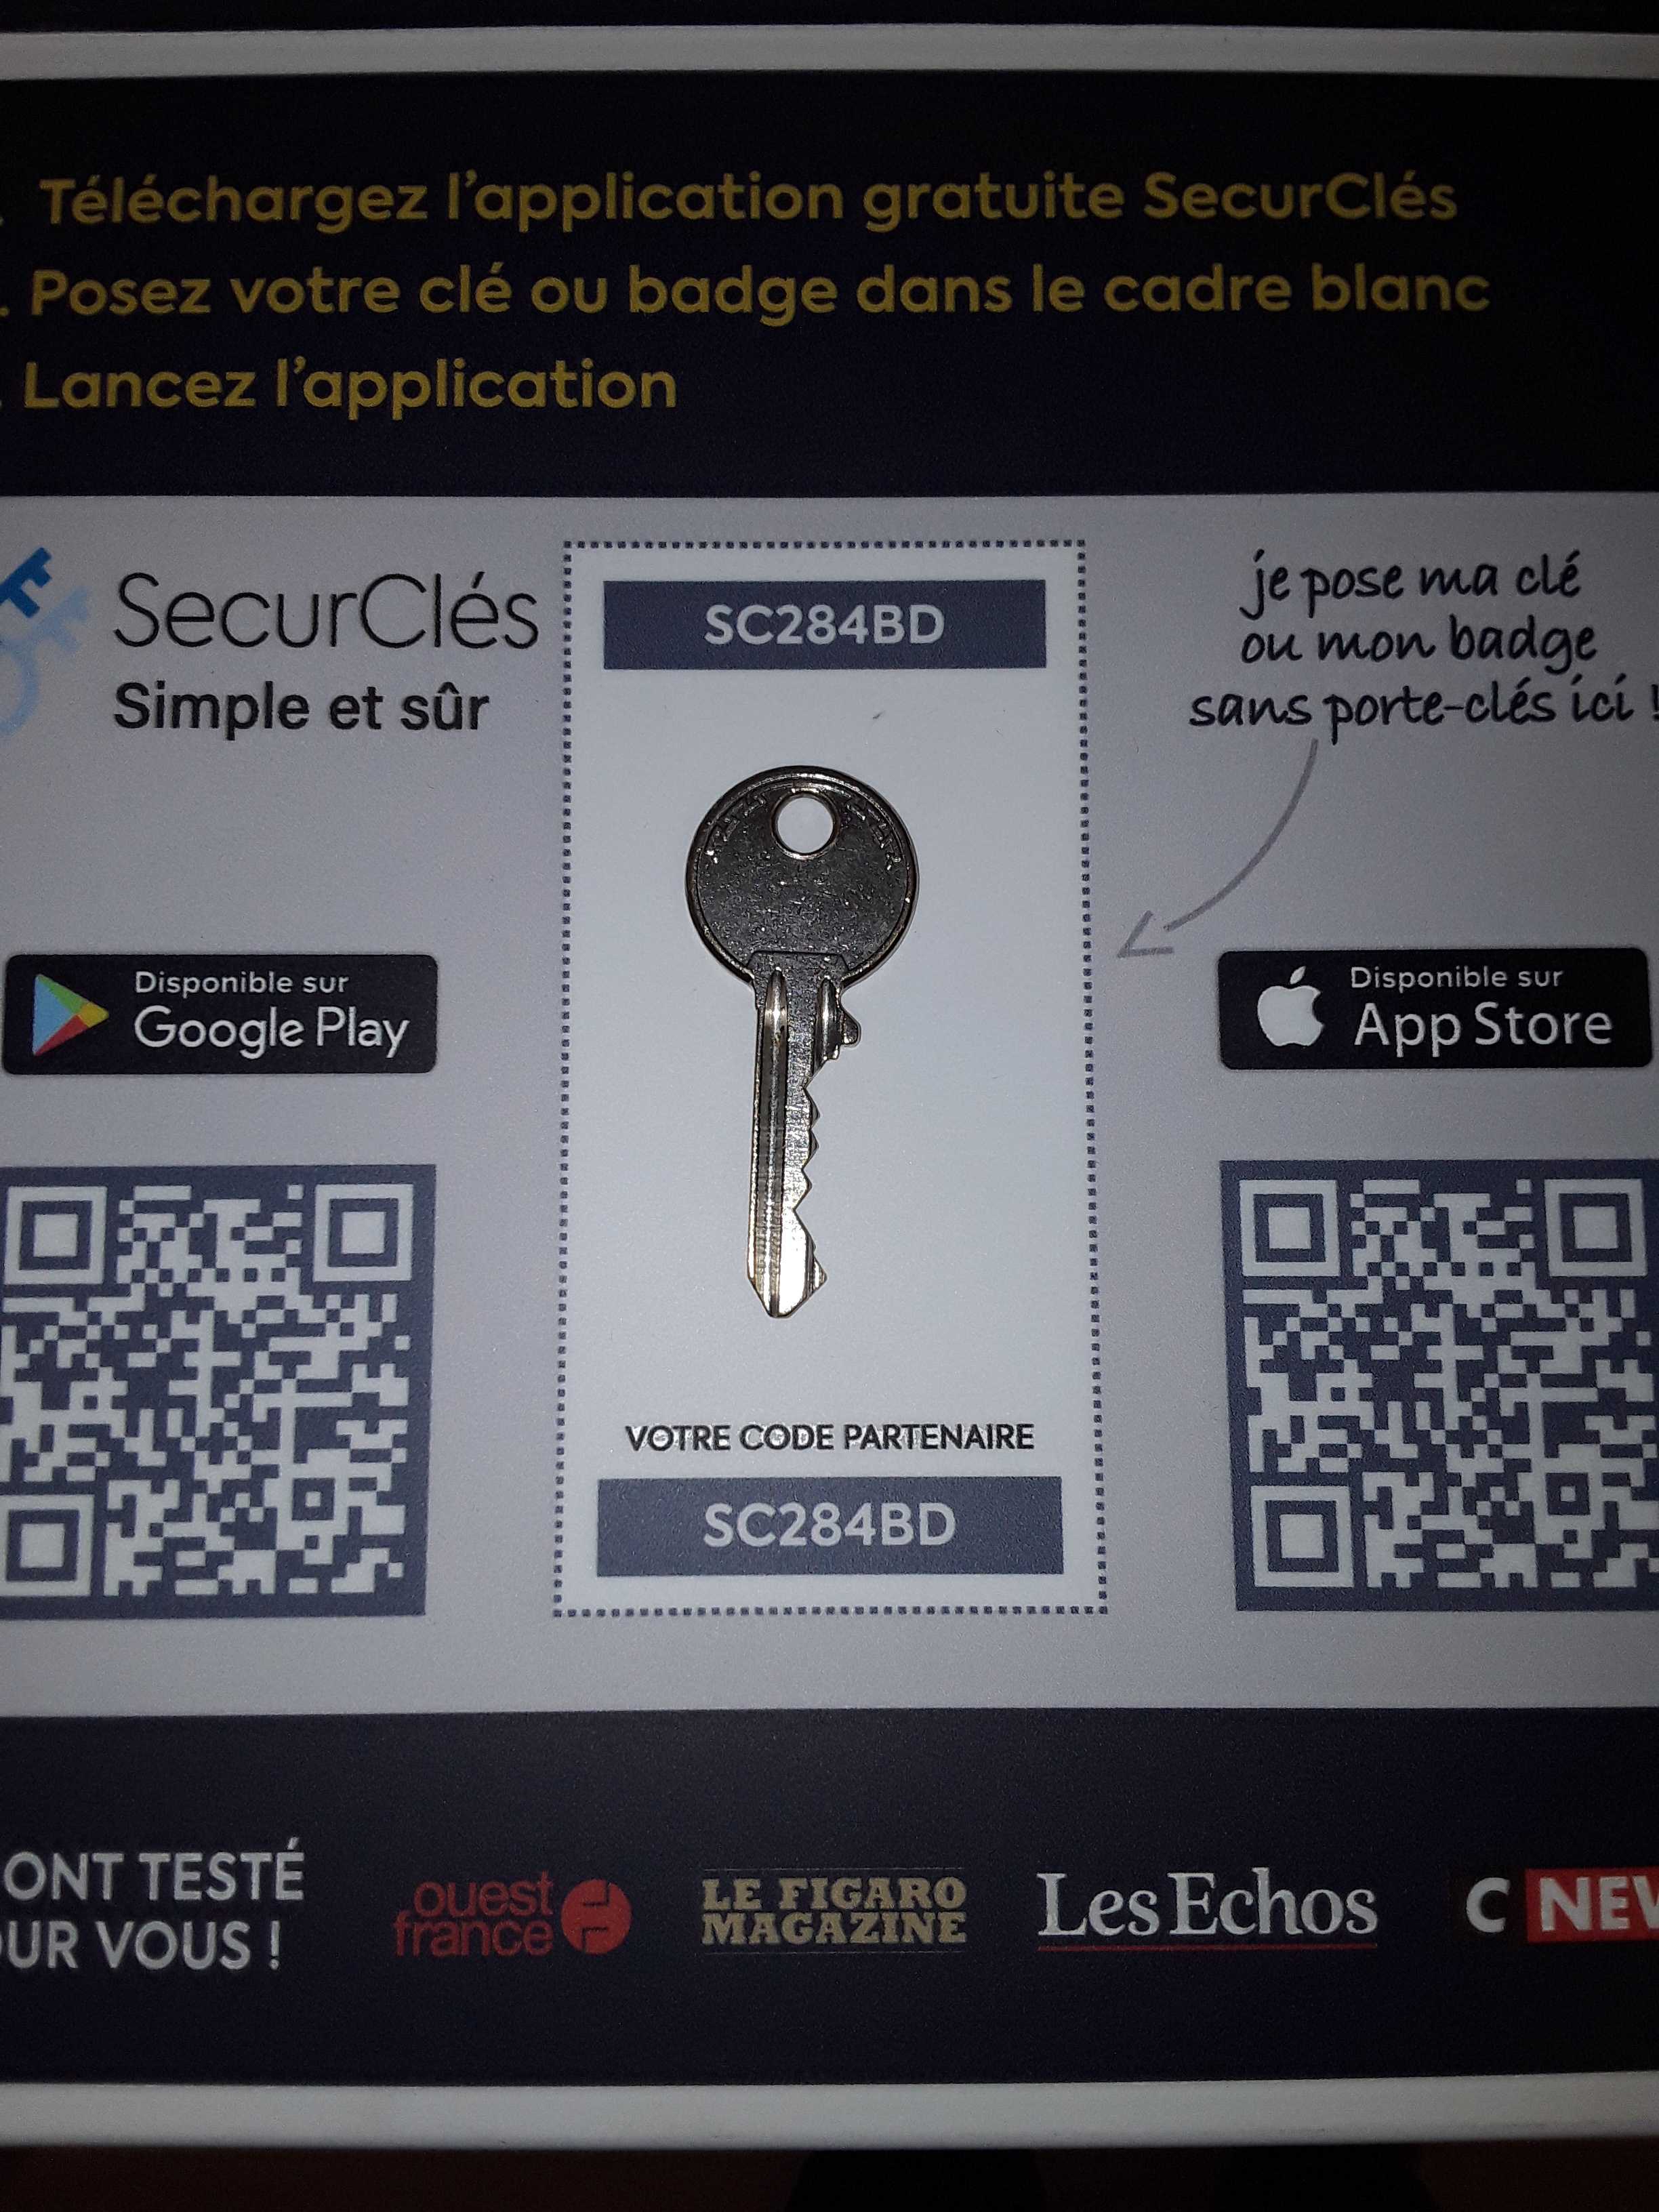 Téléchargez l'application gratuite SecurClés
Posez votre clé ou badge dans le cadre blanc
Lancez l'application
SecurClés
Simple et sûr
SC284BD
je pose ma clé
ou mon badge
sans porte-clés ici !
Disponible sur
Google Play
Disponible sur
App Store
VOTRE CODE PARTENAIRE
SC284BD
ONT TESTÉ
OUR VOUS !
ouest
france
LE FIGARO
MAGAZINE
Les Echos
C NEW